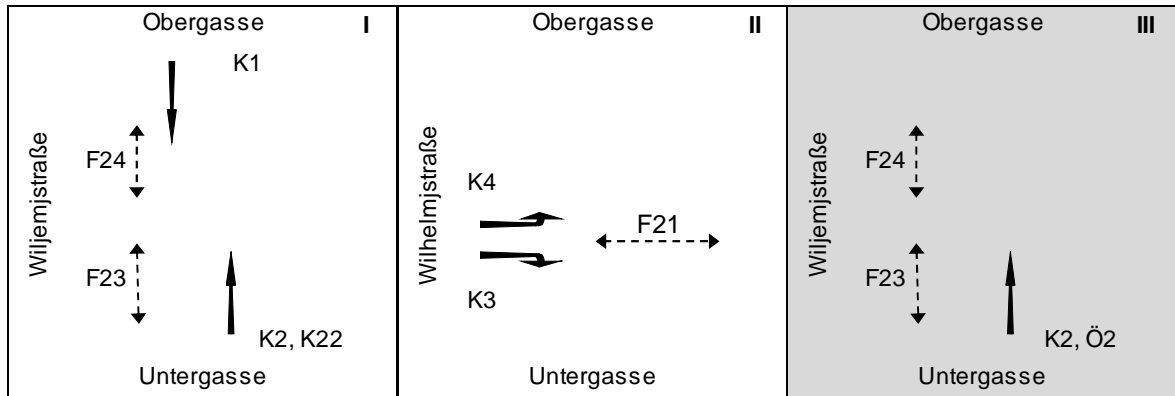 Obergasse
I
K1
Wiljemjstraße
F24
F23
K2, K22
Untergasse
Obergasse
II
Wilhelmjstraße
K4
F21
K3
Untergasse
Obergasse
III
Wiljemjstraße
F24
F23
K2, Ö2
Untergasse